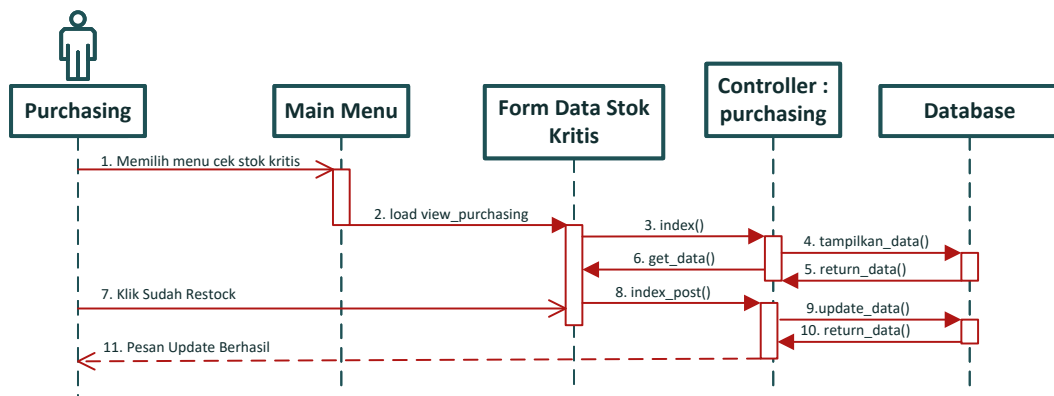 Purchasing
Main Menu
Form Data Stok
Kritis
Controller :
purchasing
Database
1. Memilih menu cek stok kritis
2. load view_purchasing
3. index()
4. tampilkan_data()
5. return_data()
6. get_data()
7. Klik Sudah Restock
8. index_post()
9.update_data()
10. return_data()
11. Pesan Update Berhasil